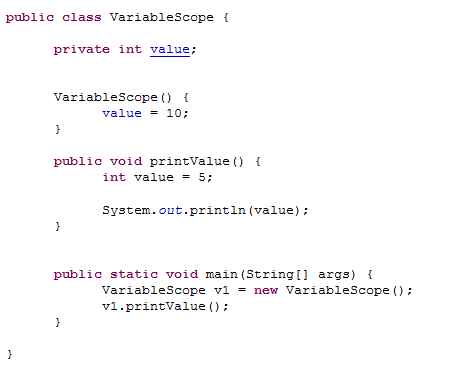 public class VariableScope {
private int value;
VariableScope() {
value = 10;
}
public void printValue() {
int value = 5;
System.out.println(value);
}
public static void main(String[] args) {
VariableScope v1 = new VariableScope();
v1.printValue();
}
}